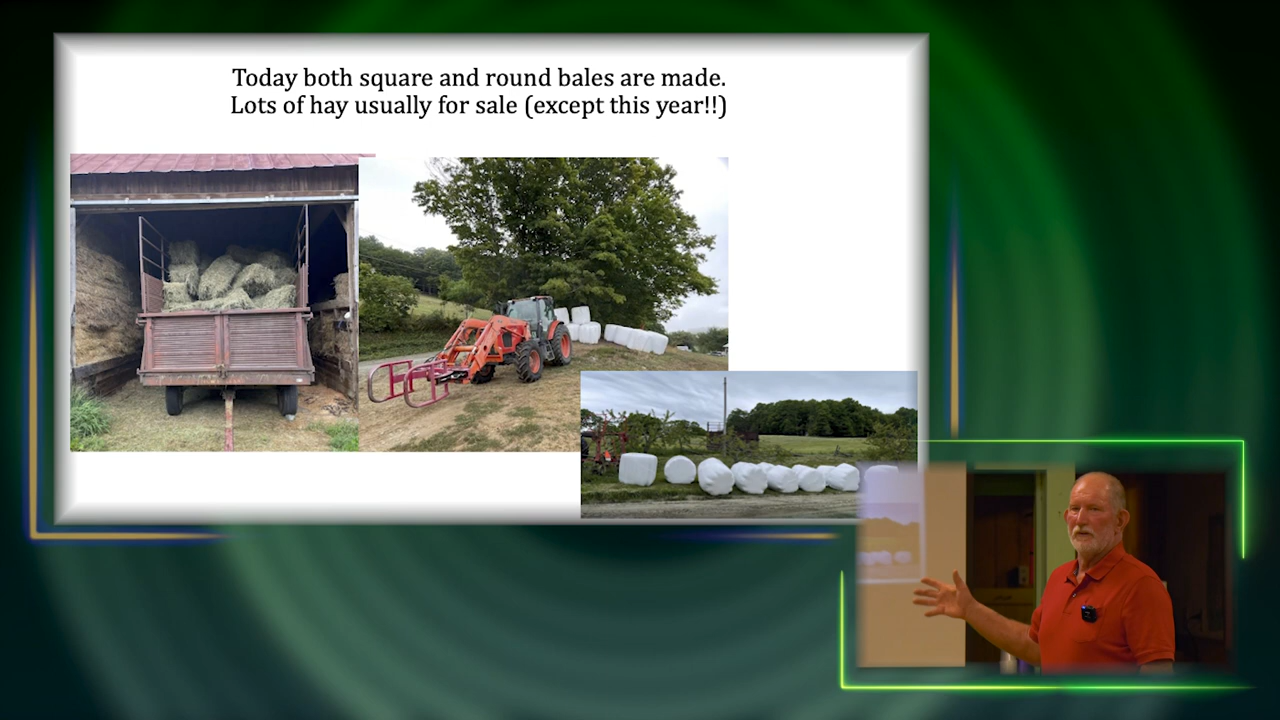 Today both square and round bales are made.
Lots of hay usually for sale (except this year!!)